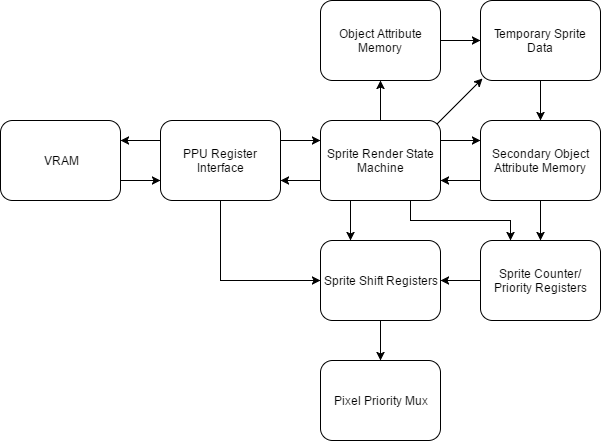 Object Attribute
Memory
Temporary Sprite
Data
VRAM
PPU Register
Interface
Sprite Render State
Machine
Secondary Object
Attribute Memory
Sprite Shift Registers
Sprite Counter/
Priority Registers
Pixel Priority Mux